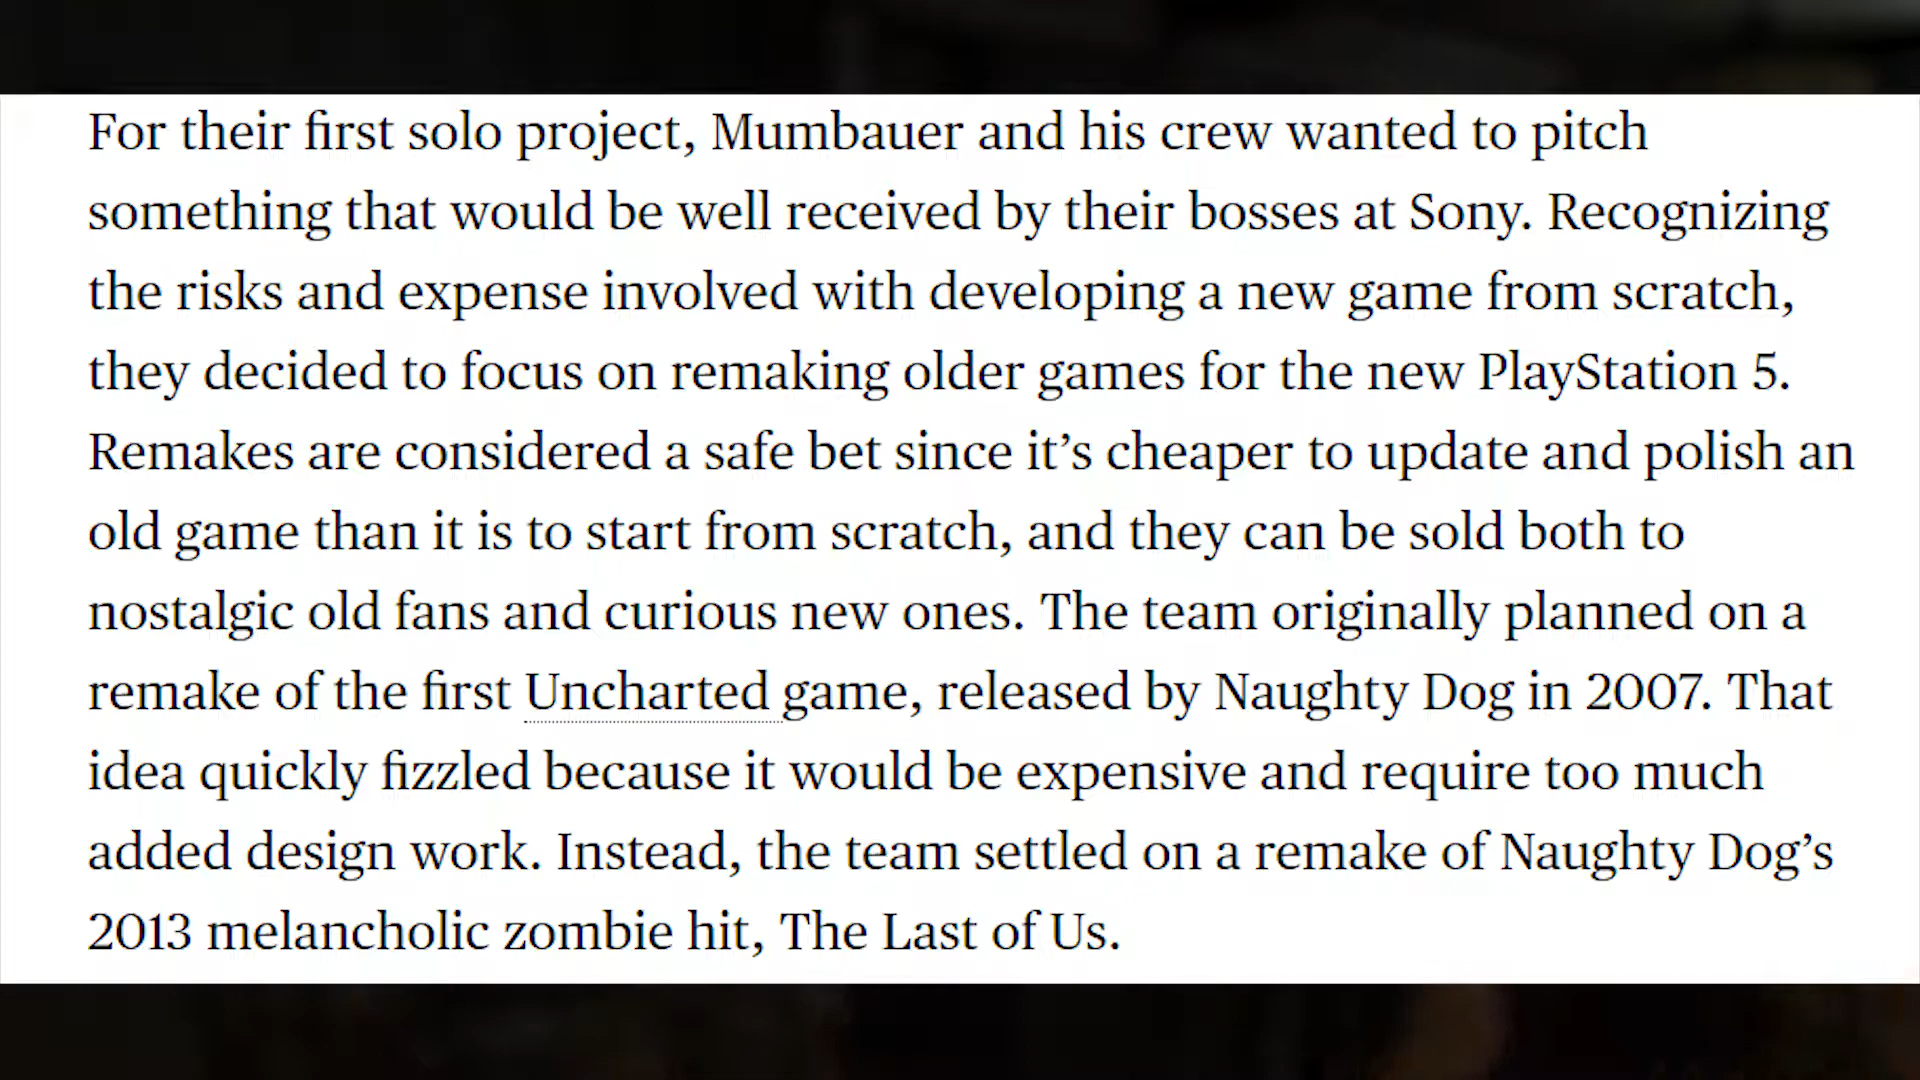 For their first solo project, Mumbauer and his crew wanted to pitch
something that would be well received by their bosses at Sony. Recognizing
the risks and expense involved with developing a new game from scratch,
they decided to focus on remaking older games for the new PlayStation 5.
Remakes are considered a safe bet since it’s cheaper to update and polish an
old game than it is to start from scratch, and they can be sold both to
nostalgic old fans and curious new ones. The team originally planned on a
remake of the first Uncharted game, released by Naughty Dog in 2007. That
idea quickly fizzled because it would be expensive and require too much
added design work. Instead, the team settled on a remake of Naughty Dog’s
2013 melancholic zombie hit, The Last of Us.